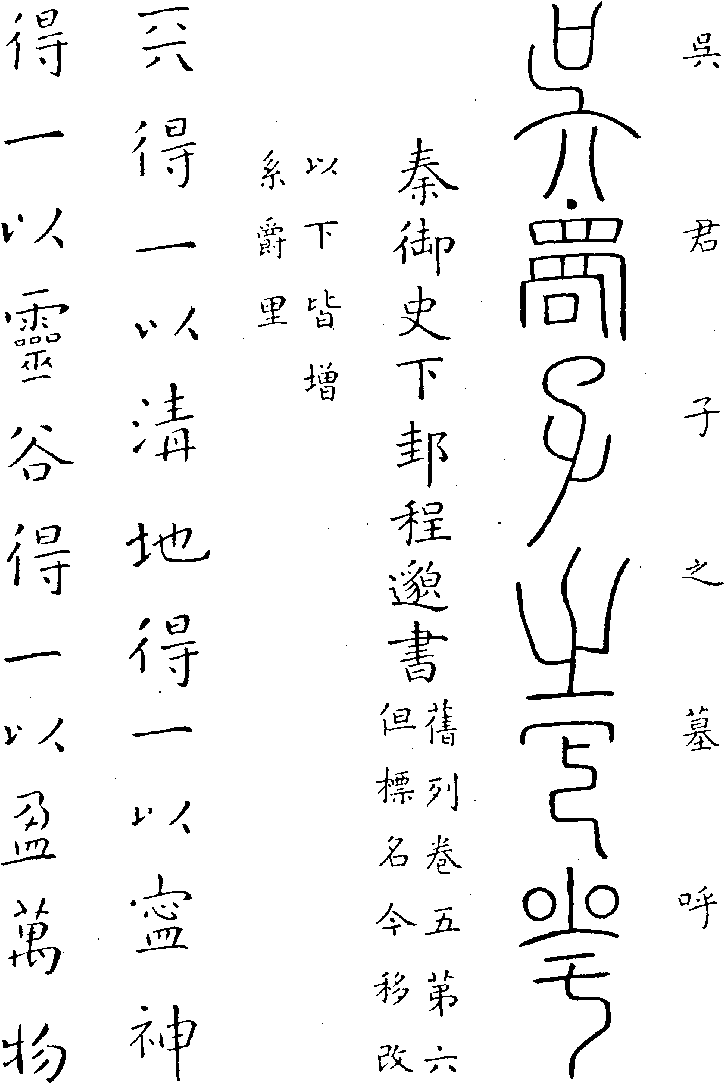 吳君子之墓呼
秦御史下邽程邈書
舊列卷五第六
但標名今移改
以下皆增
系爵里
天得一以清地得一以寍神
得一以靈谷得一以盈萬物